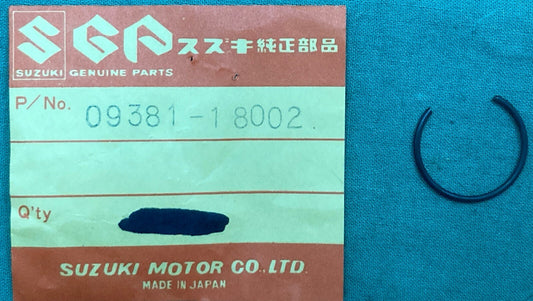 SGP スズキ純正部品
SUZUKI GENUINE PARTS
P/No. 09381-18002
Q'ty
SUZUKI MOTOR CO.,LTD.
MADE IN JAPAN